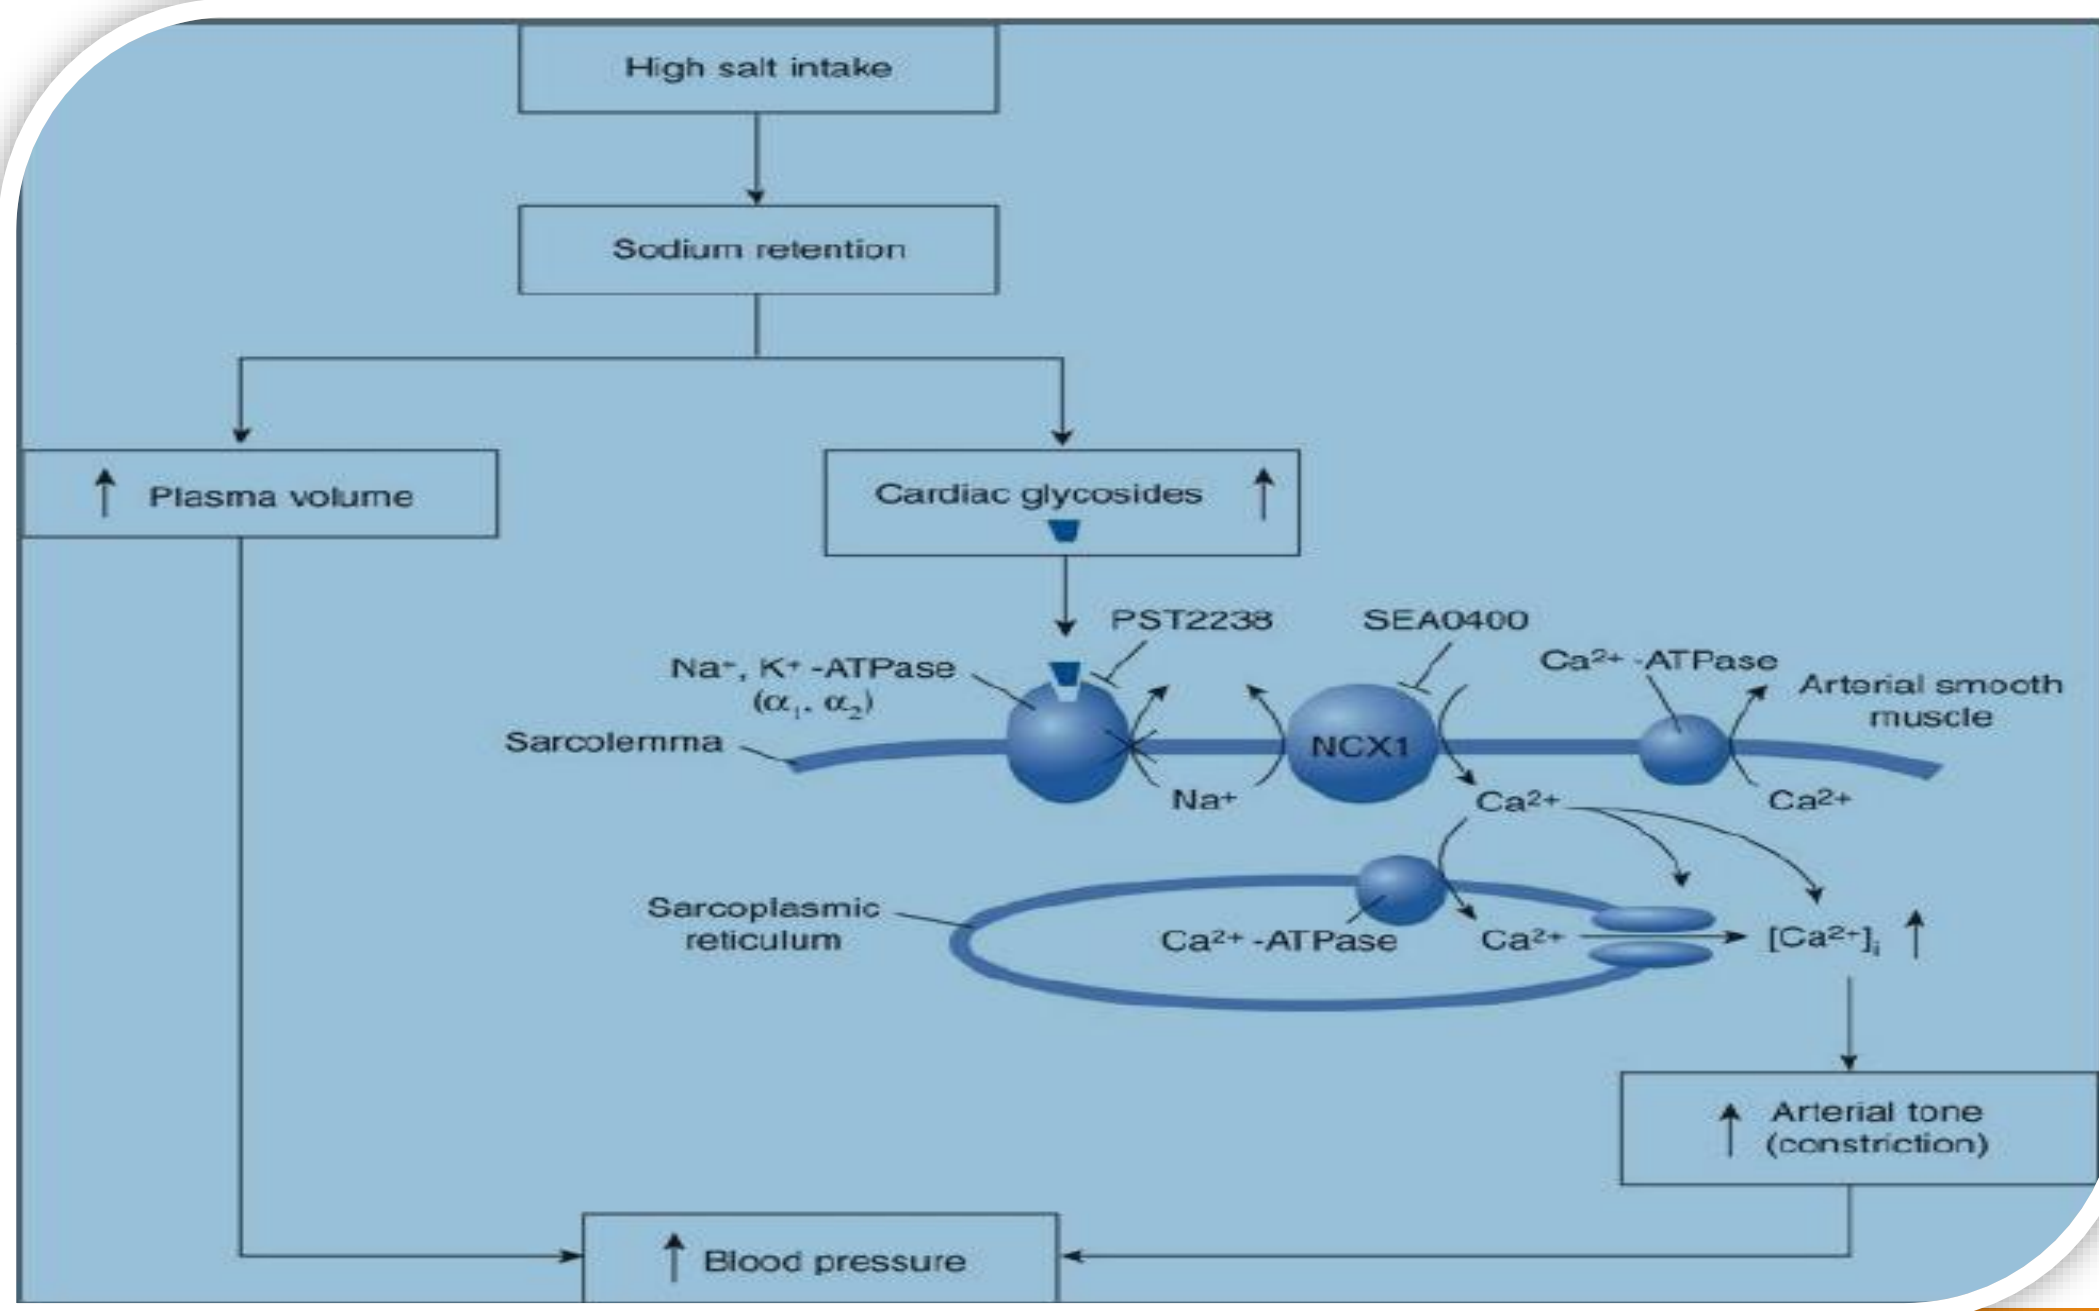 High salt intake
Sodium retention
↑ Plasma volume
Cardiac glycosides ↑
PST2238
SEA0400
Na⁺, K⁺ -ATPase
(α₁, α₂)
Ca²⁺ -ATPase
Arterial smooth
muscle
Sarcolemma
NCX1
Na⁺
Ca²⁺
Ca²⁺
Sarcoplasmic
reticulum
Ca²⁺ -ATPase
Ca²⁺
[Ca²⁺]ᵢ ↑
↑ Arterial tone
(constriction)
↑ Blood pressure